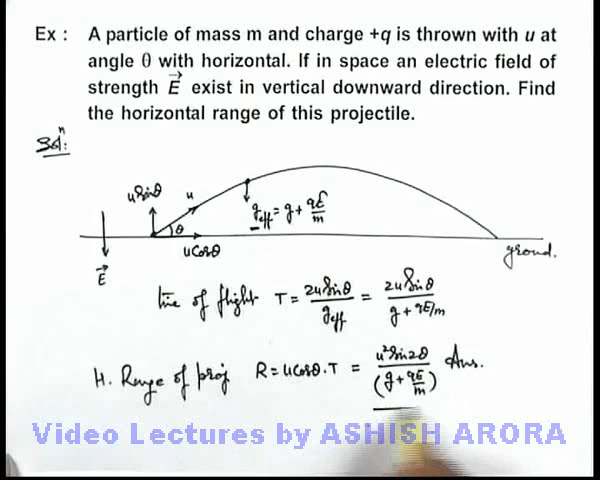 Ex : A particle of mass m and charge +q is thrown with u at
angle θ with horizontal. If in space an electric field of
strength E⃗ exist in vertical downward direction. Find
the horizontal range of this projectile.
Solⁿ:
u Sinθ
u
g_eff = g + qE/m
θ
u Cosθ
E⃗
ground.
time of flight T = 2u Sinθ / g_eff = 2u Sinθ / (g + qE/m)
H. Range of proj R = u Cosθ · T = u² Sin2θ / (g + qE/m) Ans.
Video Lectures by ASHISH ARORA